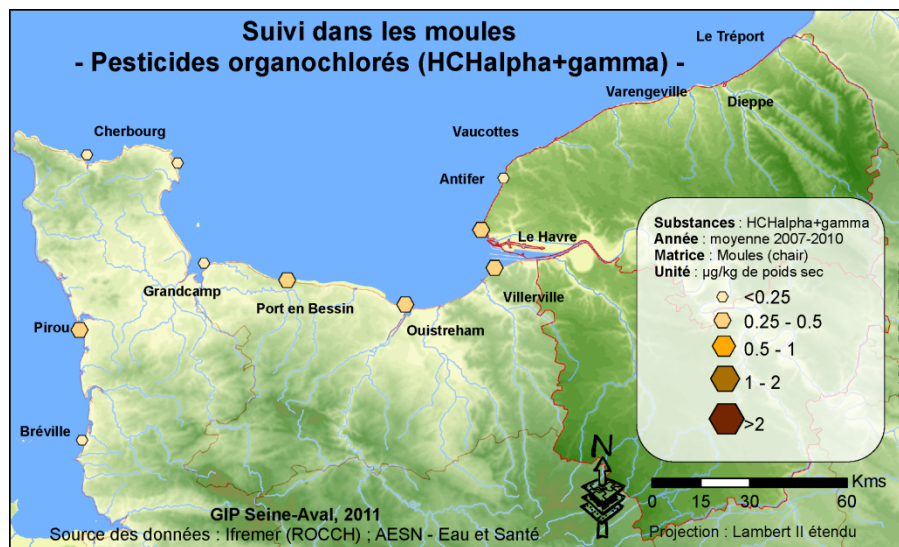 Suivi dans les moules
- Pesticides organochlorés (HCHalpha+gamma) -
Le Tréport
Varengeville
Dieppe
Cherbourg
Vaucottes
Antifer
Le Havre
Grandcamp
Port en Bessin
Villerville
Ouistreham
Pirou
Bréville
Substances : HCHalpha+gamma
Année : moyenne 2007-2010
Matrice : Moules (chair)
Unité : µg/kg de poids sec
<0.25
0.25 - 0.5
0.5 - 1
1 - 2
>2
N
Kms
0 15 30 60
GIP Seine-Aval, 2011
Source des données : Ifremer (ROCCH) ; AESN - Eau et Santé
Projection : Lambert II étendu